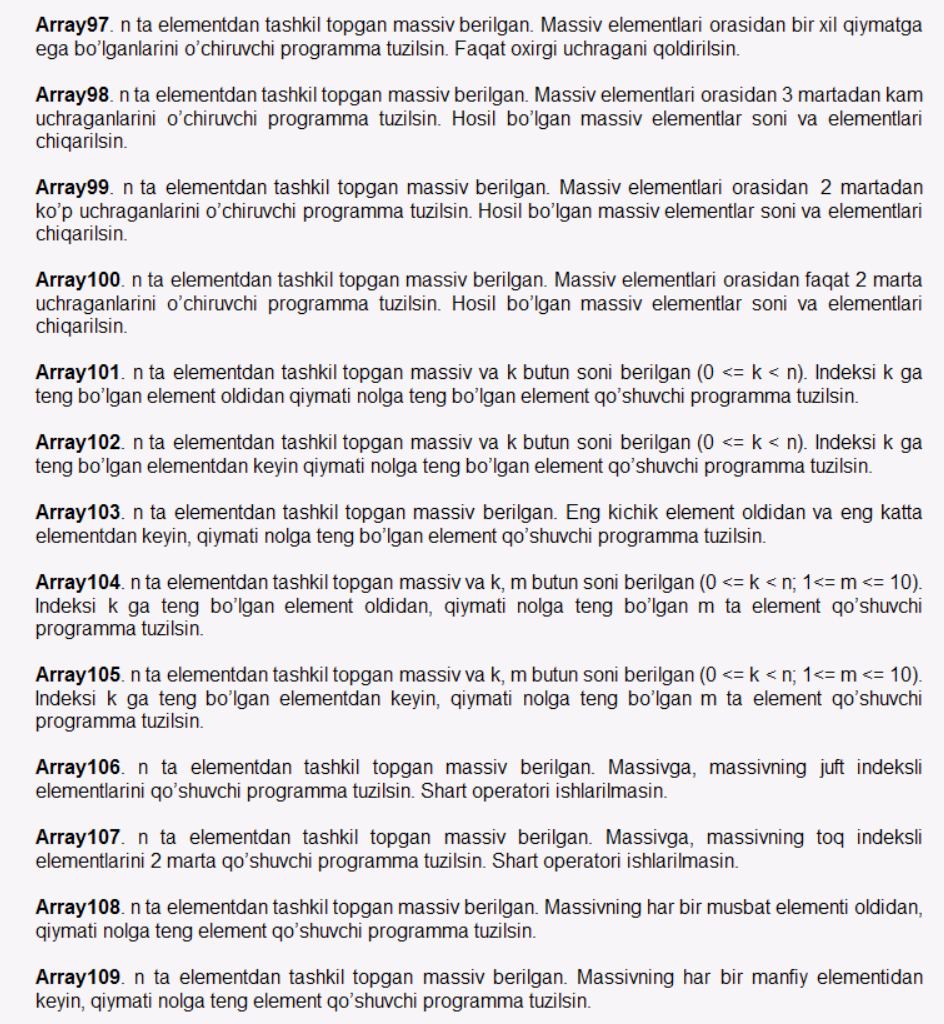 Array97. n ta elementdan tashkil topgan massiv berilgan. Massiv elementlari orasidan bir xil qiymatga
ega bo’lganlarini o’chiruvchi programma tuzilsin. Faqat oxirgi uchragani qoldirilsin.
Array98. n ta elementdan tashkil topgan massiv berilgan. Massiv elementlari orasidan 3 martadan kam
uchraganlarini o’chiruvchi programma tuzilsin. Hosil bo’lgan massiv elementlar soni va elementlari
chiqarilsin.
Array99. n ta elementdan tashkil topgan massiv berilgan. Massiv elementlari orasidan 2 martadan
ko’p uchraganlarini o’chiruvchi programma tuzilsin. Hosil bo’lgan massiv elementlar soni va elementlari
chiqarilsin.
Array100. n ta elementdan tashkil topgan massiv berilgan. Massiv elementlari orasidan faqat 2 marta
uchraganlarini o’chiruvchi programma tuzilsin. Hosil bo’lgan massiv elementlar soni va elementlari
chiqarilsin.
Array101. n ta elementdan tashkil topgan massiv va k butun soni berilgan (0 <= k < n). Indeksi k ga
teng bo’lgan element oldidan qiymati nolga teng bo’lgan element qo’shuvchi programma tuzilsin.
Array102. n ta elementdan tashkil topgan massiv va k butun soni berilgan (0 <= k < n). Indeksi k ga
teng bo’lgan elementdan keyin qiymati nolga teng bo’lgan element qo’shuvchi programma tuzilsin.
Array103. n ta elementdan tashkil topgan massiv berilgan. Eng kichik element oldidan va eng katta
elementdan keyin, qiymati nolga teng bo’lgan element qo’shuvchi programma tuzilsin.
Array104. n ta elementdan tashkil topgan massiv va k, m butun soni berilgan (0 <= k < n; 1<= m <= 10).
Indeksi k ga teng bo’lgan element oldidan, qiymati nolga teng bo’lgan m ta element qo’shuvchi
programma tuzilsin.
Array105. n ta elementdan tashkil topgan massiv va k, m butun soni berilgan (0 <= k < n; 1<= m <= 10).
Indeksi k ga teng bo’lgan elementdan keyin, qiymati nolga teng bo’lgan m ta element qo’shuvchi
programma tuzilsin.
Array106. n ta elementdan tashkil topgan massiv berilgan. Massivga, massivning juft indeksli
elementlarini qo’shuvchi programma tuzilsin. Shart operatori ishlarilmasin.
Array107. n ta elementdan tashkil topgan massiv berilgan. Massivga, massivning toq indeksli
elementlarini 2 marta qo’shuvchi programma tuzilsin. Shart operatori ishlarilmasin.
Array108. n ta elementdan tashkil topgan massiv berilgan. Massivning har bir musbat elementi oldidan,
qiymati nolga teng element qo’shuvchi programma tuzilsin.
Array109. n ta elementdan tashkil topgan massiv berilgan. Massivning har bir manfiy elementidan
keyin, qiymati nolga teng element qo’shuvchi programma tuzilsin.